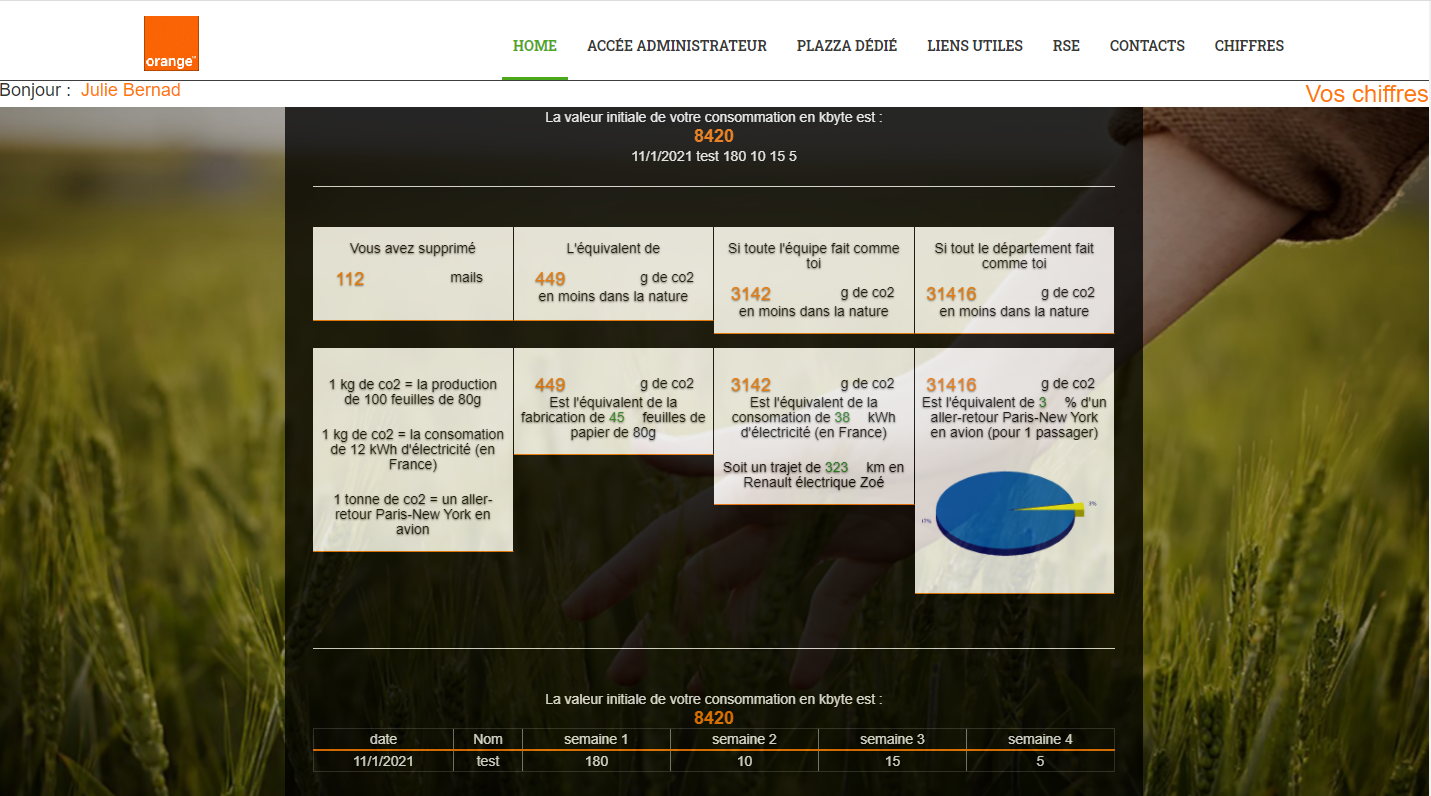 orange™
HOME ACCÉE ADMINISTRATEUR PLAZZA DÉDIÉ LIENS UTILES RSE CONTACTS CHIFFRES
Bonjour : Julie Bernad
Vos chiffres
La valeur initiale de votre consommation en kbyte est :
8420
11/1/2021 test 180 10 15 5
Vous avez supprimé
112 mails
L'équivalent de
449 g de co2
en moins dans la nature
Si toute l'équipe fait comme
toi
3142 g de co2
en moins dans la nature
Si tout le département fait
comme toi
31416 g de co2
en moins dans la nature
1 kg de co2 = la production
de 100 feuilles de 80g
1 kg de co2 = la consomation
de 12 kWh d'électricité (en
France)
1 tonne de co2 = un aller-
retour Paris-New York en
avion
449 g de co2
Est l'équivalent de la
fabrication de 45 feuilles de
papier de 80g
3142 g de co2
Est l'équivalent de la
consomation de 38 kWh
d'électricité (en France)
Soit un trajet de 323 km en
Renault électrique Zoé
31416 g de co2
Est l'équivalent de 3 % d'un
aller-retour Paris-New York
en avion (pour 1 passager)
3%
La valeur initiale de votre consommation en kbyte est :
8420
date Nom semaine 1 semaine 2 semaine 3 semaine 4
11/1/2021 test 180 10 15 5